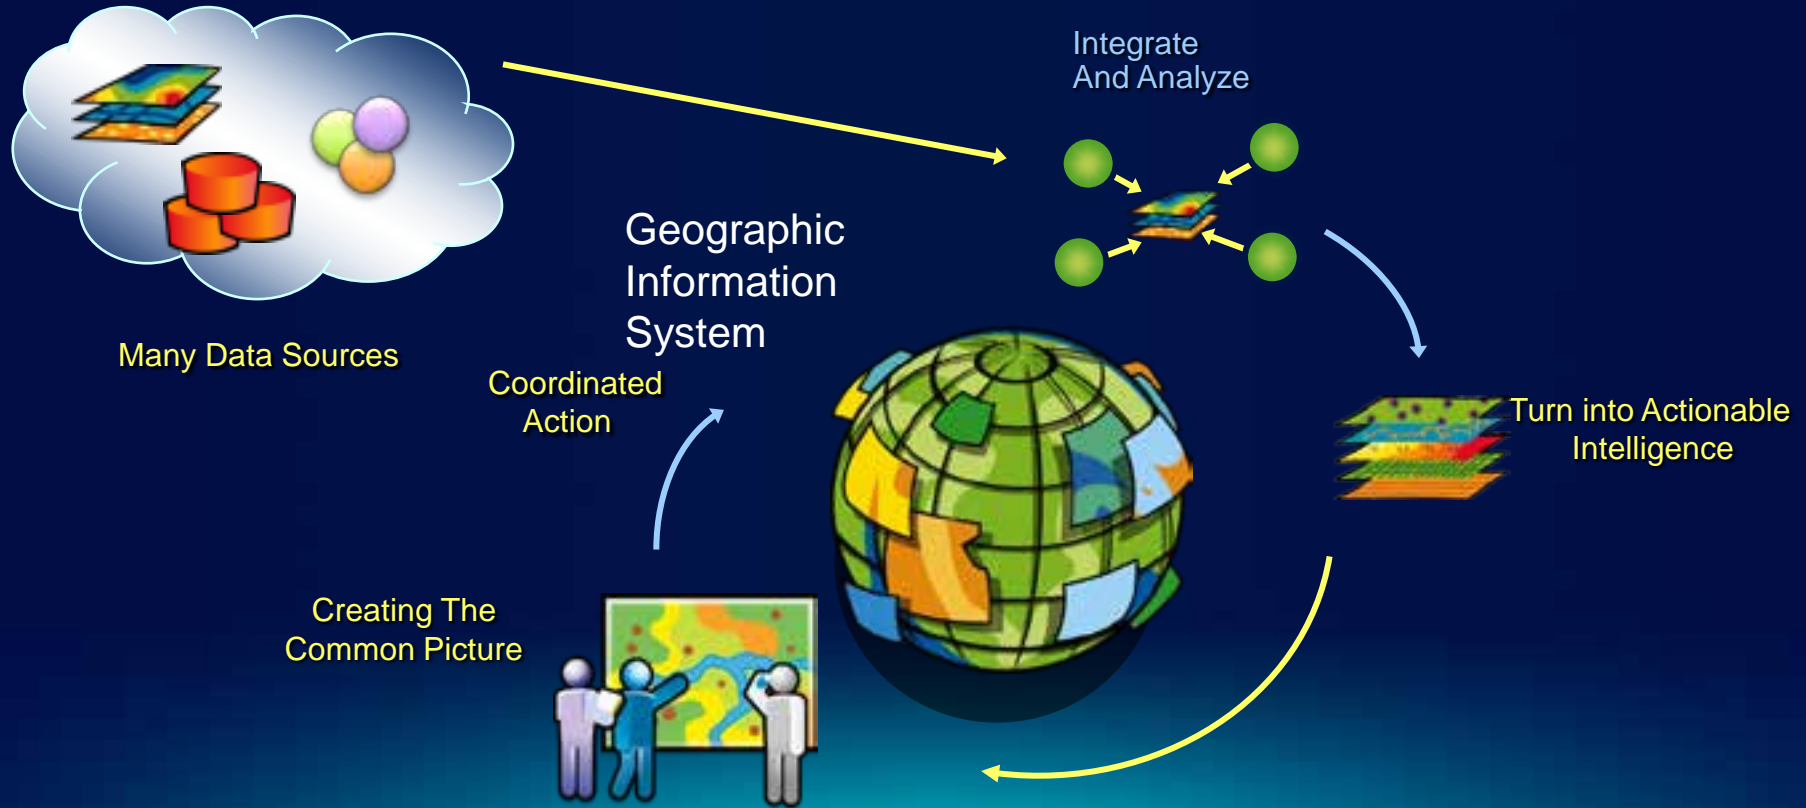 Integrate
And Analyze
Geographic
Information
System
Many Data Sources
Coordinated
Action
Turn into Actionable
Intelligence
Creating The
Common Picture